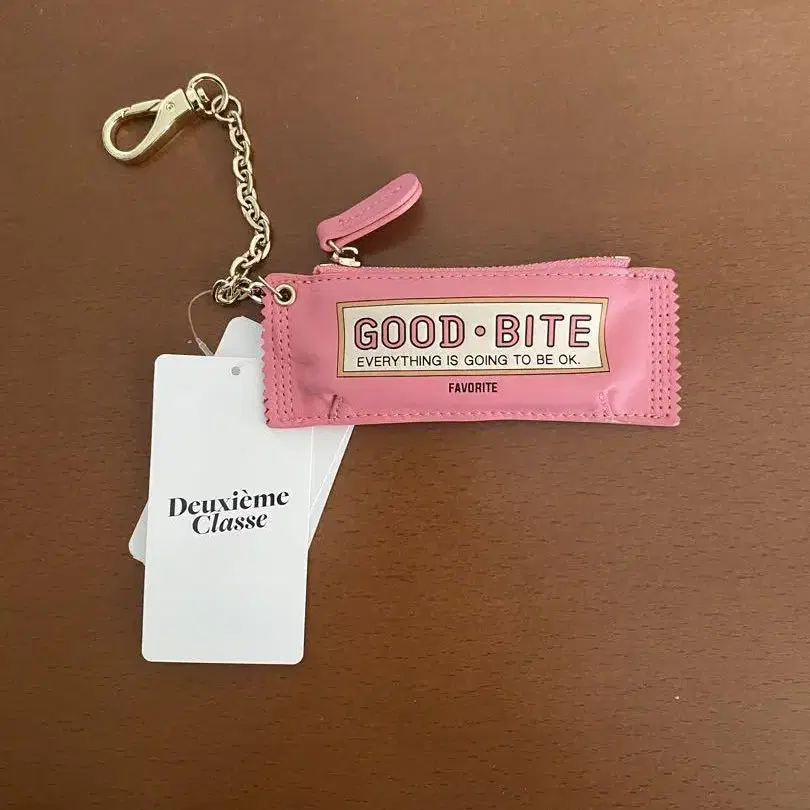 GOOD • BITE
EVERYTHING IS GOING TO BE OK.
FAVORITE
Deuxième
Classe